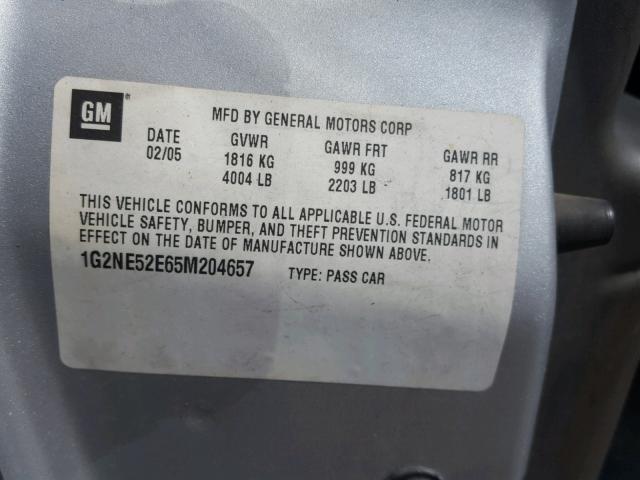 GM
MFD BY GENERAL MOTORS CORP
DATE GVWR GAWR FRT GAWR RR
02/05 1816 KG 999 KG 817 KG
4004 LB 2203 LB 1801 LB
THIS VEHICLE CONFORMS TO ALL APPLICABLE U.S. FEDERAL MOTOR
VEHICLE SAFETY, BUMPER, AND THEFT PREVENTION STANDARDS IN
EFFECT ON THE DATE OF MANUFACTURE SHOWN ABOVE.
1G2NE52E65M204657 TYPE: PASS CAR